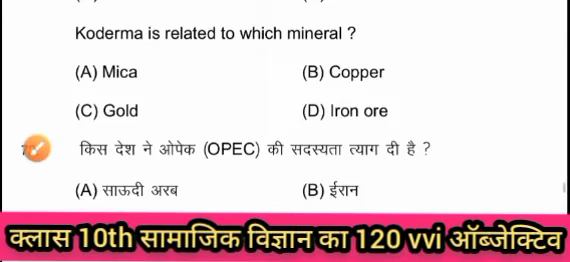 Koderma is related to which mineral ?
(A) Mica (B) Copper
(C) Gold (D) Iron ore
किस देश ने ओपेक (OPEC) की सदस्यता त्याग दी है ?
(A) साऊदी अरब (B) ईरान
क्लास 10th सामाजिक विज्ञान का 120 vvi ऑब्जेक्टिव